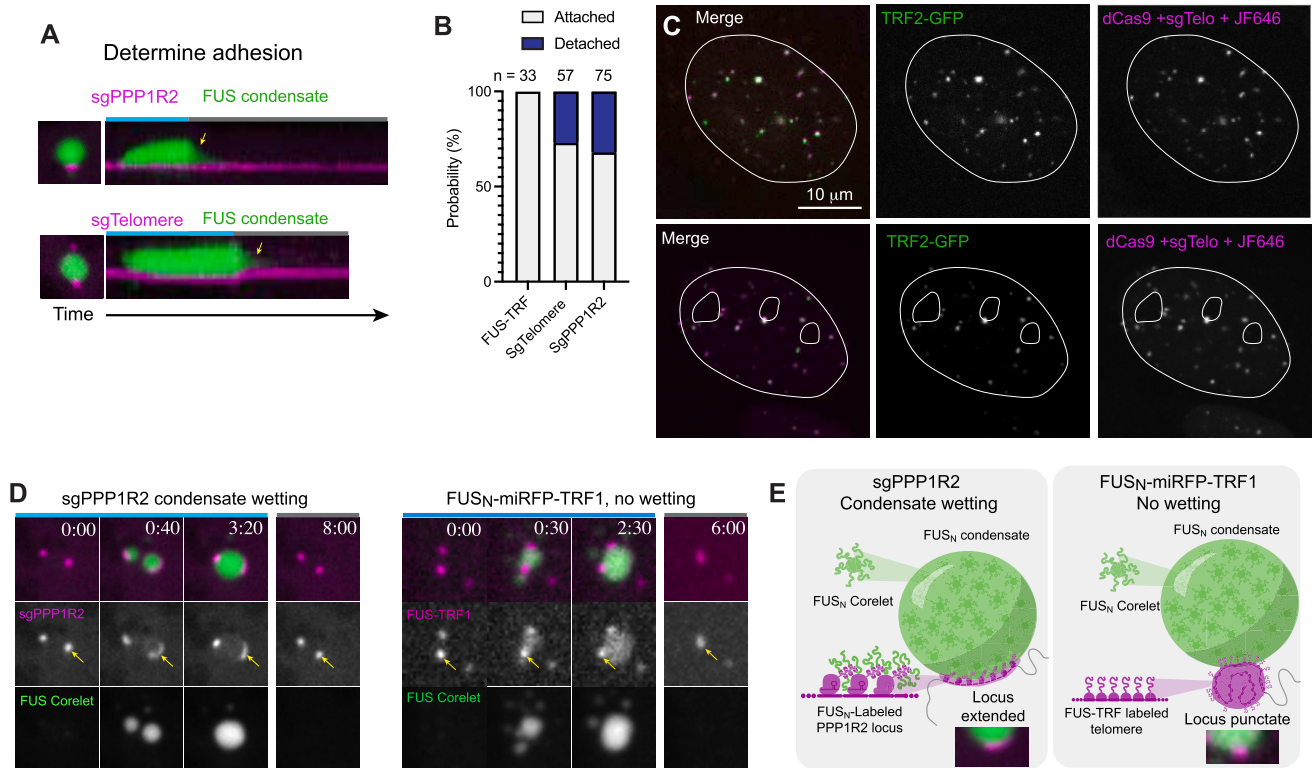 A
Determine adhesion
sgPPP1R2 FUS condensate
sgTelomere FUS condensate
Time
B
Attached
Detached
n = 33 57 75
100
50
0
Probability (%)
FUS-TRF
SgTelomere
SgPPP1R2
C
Merge
TRF2-GFP
dCas9 +sgTelo + JF646
10 µm
Merge
TRF2-GFP
dCas9 +sgTelo + JF646
D
sgPPP1R2 condensate wetting
0:00 0:40 3:20 8:00
sgPPP1R2
FUS Corelet
FUSN-miRFP-TRF1, no wetting
0:00 0:30 2:30 6:00
FUS-TRF1
FUS Corelet
E
sgPPP1R2
Condensate wetting
FUSN condensate
FUSN Corelet
FUSN-Labeled
PPP1R2 locus
Locus
extended
FUSN-miRFP-TRF1
No wetting
FUSN condensate
FUSN Corelet
FUS-TRF labeled
telomere
Locus punctate